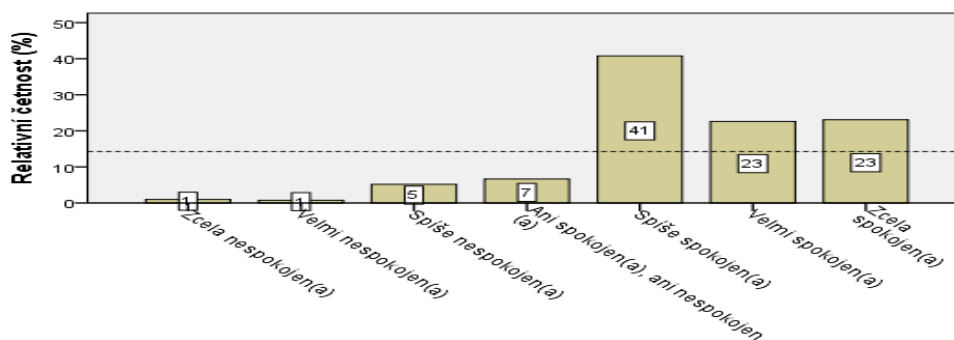 Relativní četnost (%)
50
40
30
20
10
0
1
1
5
7
41
23
23
Zcela nespokojen(a)
Velmi nespokojen(a)
Spíše nespokojen(a)
Ani spokojen(a), ani nespokojen
(a)
Spíše spokojen(a)
Velmi spokojen(a)
Zcela
spokojen(a)